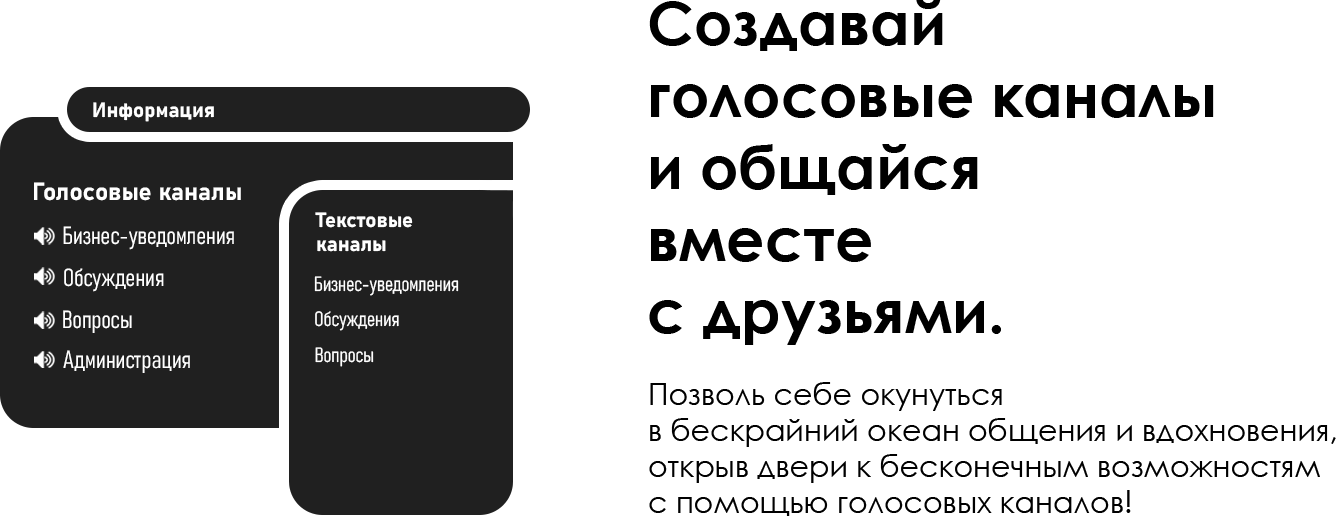 Информация
Голосовые каналы
Бизнес-уведомления
Обсуждения
Вопросы
Администрация
Текстовые
каналы
Бизнес-уведомления
Обсуждения
Вопросы
Создавай
голосовые каналы
и общайся
вместе
с друзьями.
Позволь себе окунуться
в бескрайний океан общения и вдохновения,
открыв двери к бесконечным возможностям
с помощью голосовых каналов!